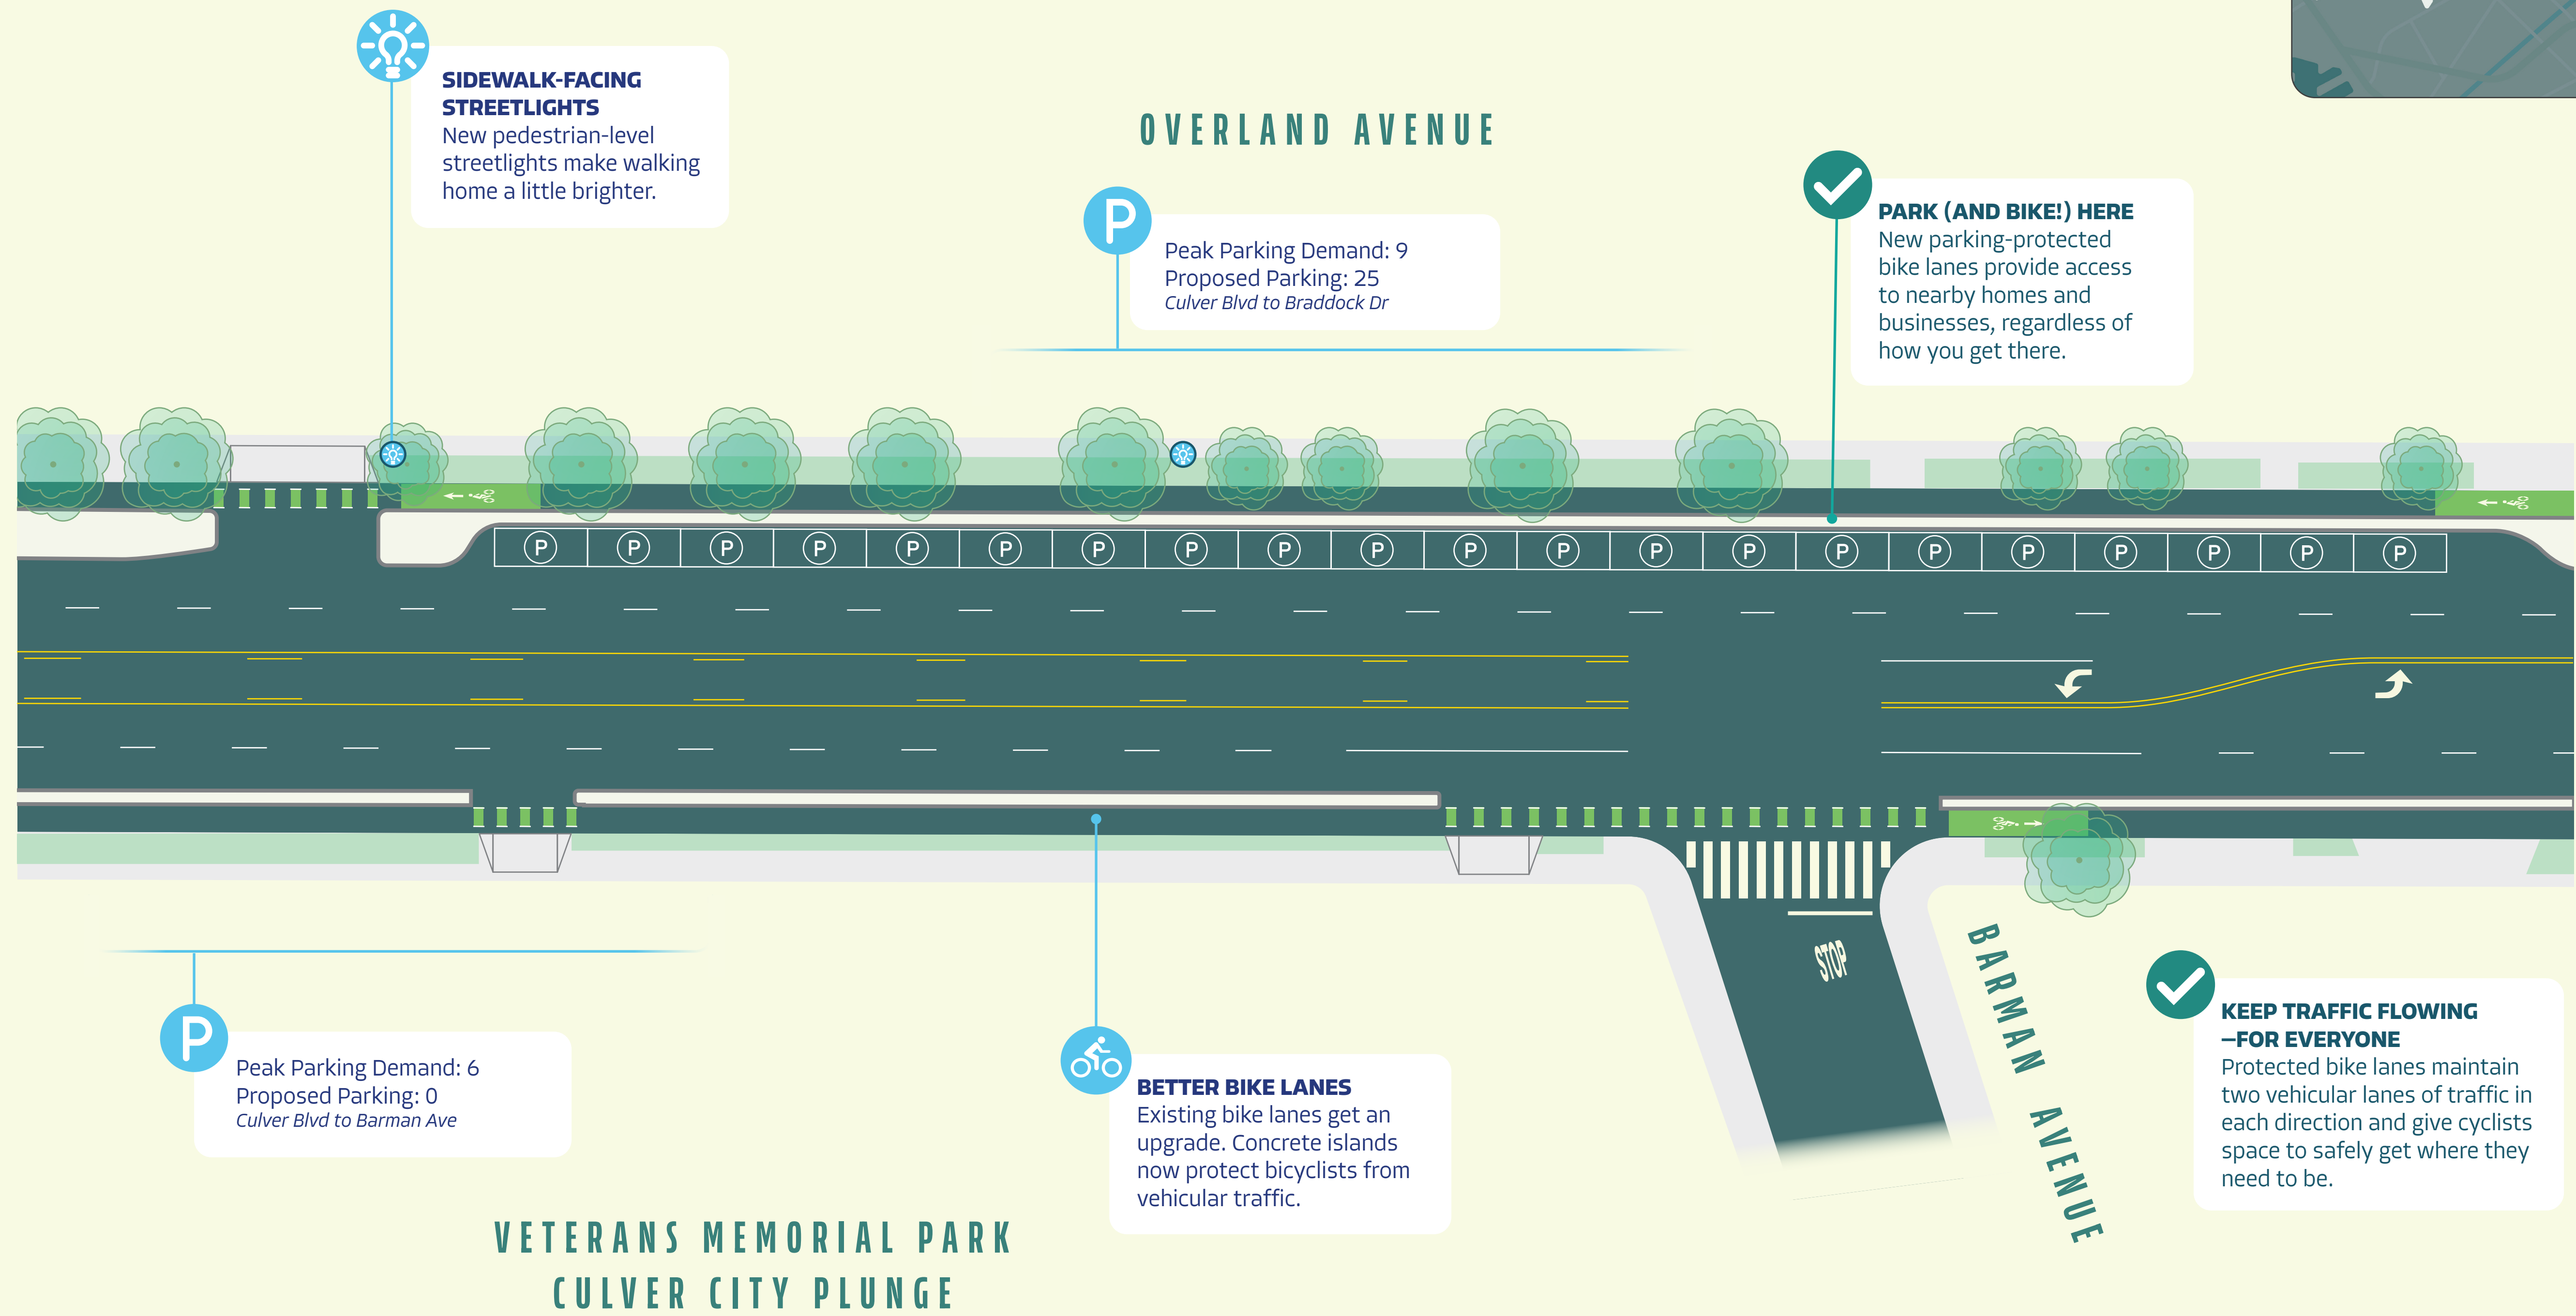 SIDEWALK-FACING
STREETLIGHTS
New pedestrian-level
streetlights make walking
home a little brighter.
OVERLAND AVENUE
P
Peak Parking Demand: 9
Proposed Parking: 25
Culver Blvd to Braddock Dr
PARK (AND BIKE!) HERE
New parking-protected
bike lanes provide access
to nearby homes and
businesses, regardless of
how you get there.
P P P P P P P P P P P P P P P P P P P P P
STOP
BARMAN AVENUE
P
Peak Parking Demand: 6
Proposed Parking: 0
Culver Blvd to Barman Ave
BETTER BIKE LANES
Existing bike lanes get an
upgrade. Concrete islands
now protect bicyclists from
vehicular traffic.
KEEP TRAFFIC FLOWING
–FOR EVERYONE
Protected bike lanes maintain
two vehicular lanes of traffic in
each direction and give cyclists
space to safely get where they
need to be.
VETERANS MEMORIAL PARK
CULVER CITY PLUNGE